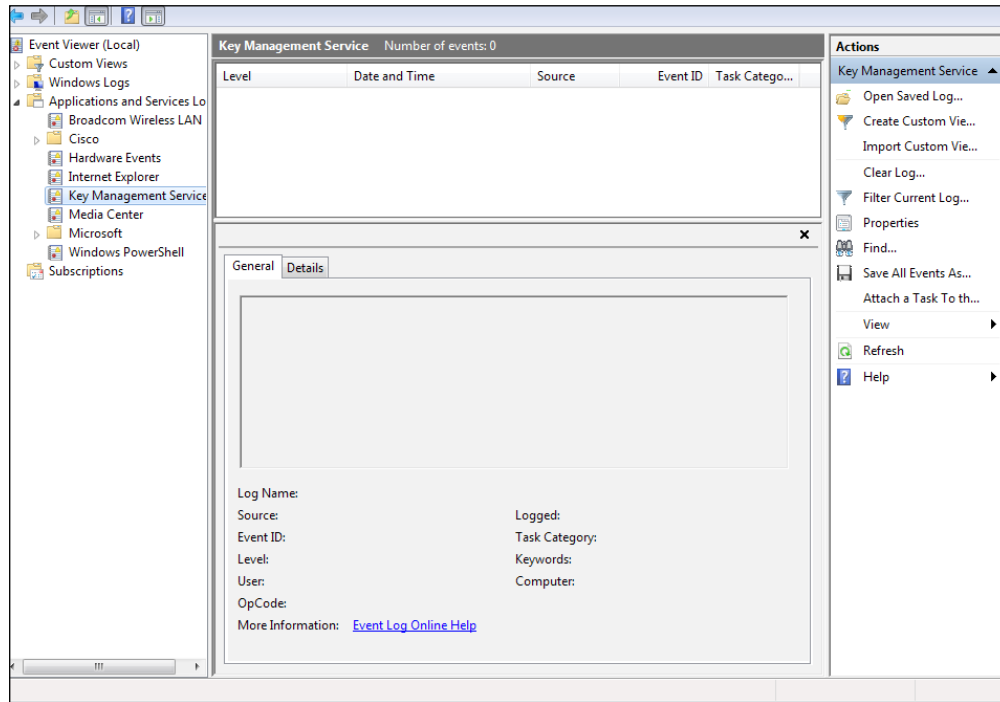 Event Viewer (Local)
Custom Views
Windows Logs
Applications and Services Lo
Broadcom Wireless LAN
Cisco
Hardware Events
Internet Explorer
Key Management Service
Media Center
Microsoft
Windows PowerShell
Subscriptions
Key Management Service Number of events: 0
Level Date and Time Source Event ID Task Catego...
General Details
Log Name:
Source: Logged:
Event ID: Task Category:
Level: Keywords:
User: Computer:
OpCode:
More Information: Event Log Online Help
Actions
Key Management Service
Open Saved Log...
Create Custom Vie...
Import Custom Vie...
Clear Log...
Filter Current Log...
Properties
Find...
Save All Events As...
Attach a Task To th...
View
Refresh
Help